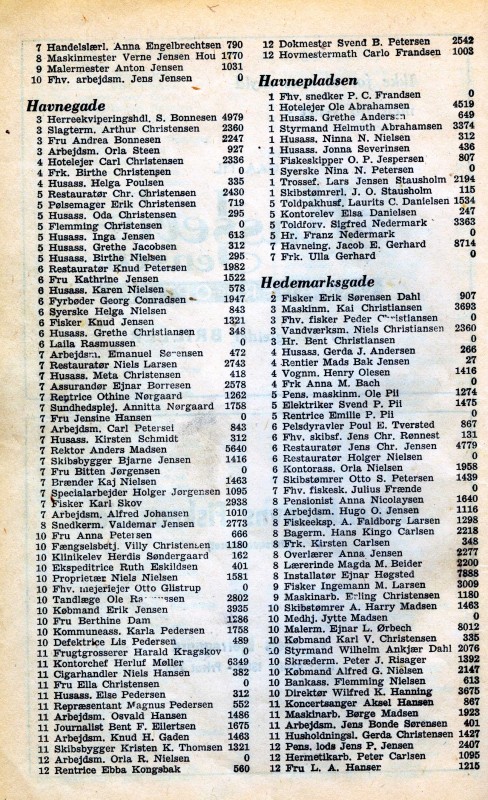 7 Handelslærl. Anna Engelbrechtsen 790
8 Maskinmester Verne Jensen Hou 1770
9 Malermester Anton Jensen 1031
10 Fhv. arbejdsm. Jens Jensen 0
Havnegade
3 Herreekviperingshdl. S. Bonnesen 4979
3 Slagterm. Arthur Christensen 2360
3 Fru Andrea Bonnesen 2247
3 Arbejdsm. Orla Steen 927
4 Hotelejer Carl Christensen 2336
4 Frk. Birthe Christensen 0
4 Husass. Helga Poulsen 335
5 Restauratør Chr. Christensen 2430
5 Pølsemager Erik Christensen 719
5 Husass. Oda Christensen 295
5 Flemming Christensen 0
5 Husass. Inga Jensen 613
5 Husass. Grethe Jacobsen 312
5 Husass. Birthe Nielsen 295
6 Restauratør Knud Petersen 1982
6 Fru Kathrine Jensen 1522
6 Husass. Karen Nielsen 578
6 Fyrbøder Georg Conradsen 1947
6 Syerske Helga Nielsen 843
6 Fisker Knud Jensen 1321
6 Husass. Grethe Christensen 348
6 Laila Rasmussen 0
7 Arbejdsm. Emanuel Sørensen 472
7 Restauratør Niels Larsen 2743
7 Husass. Meta Christensen 418
7 Assurandør Ejnar Borresen 2578
7 Rentrice Othine Nørgaard 1262
7 Sundhedsplej. Annitta Nørgaard 1758
7 Fru Jensine Hansen 0
7 Arbejdsm. Carl Petersen 843
7 Husass. Kirsten Schmidt 312
7 Rektor Anders Madsen 5640
7 Skibsbygger Bjarne Jensen 1416
7 Fru Bitten Jørgensen 0
7 Brænder Kaj Nielsen 1463
7 Specialarbejder Holger Jørgensen 1095
7 Fisker Karl Skov 2938
7 Arbejdsm. Alfred Johansen 1010
8 Snedkerm. Valdemar Jensen 2773
10 Fru Anna Petersen 666
10 Fængselsbetj. Villy Christensen 1180
10 Klinikelev Herdis Søndergaard 162
10 Ekspeditrice Ruth Eskildsen 401
10 Proprietær Niels Nielsen 1581
10 Fhv. mejeriejer Otto Glistrup 0
10 Tandlæge Ole 2802
10 Købmand Erik Jensen 3935
10 Fru Berthine Dam 1286
10 Kommuneass. Karla Pedersen 1758
10 Defektrice Lis Pedersen 489
11 Frugtgrosserer Harald Kragskov 0
11 Kontorchef Herluf Møller 6349
11 Cigarhandler Niels Hansen 382
11 Fru Ella Christensen 0
11 Husass. Else Pedersen 312
11 Repræsentant Magnus Pedersen 552
11 Arbejdsm. Osvald Hansen 1486
11 Journalist Bent F. Eilertsen 1675
11 Arbejdsm. Knud H. Gaden 1463
11 Skibsbygger Kristen K. Thomsen 1321
12 Arbejdsm. Orla R. Nielsen 0
12 Rentrice Ebba Kongsbak 560
12 Dokmester Svend B. Petersen 2542
12 Hovmestermath Carlo Frandsen 1003
Havnepladsen
1 Fhv. snedker P. C. Frandsen 0
1 Hotelejer Ole Abrahamsen 4519
1 Husass. Grethe Andersen 649
1 Styrmand Helmuth Abrahamsen 3374
1 Husass. Ninna N. Nielsen 312
1 Husass. Jonna Severinsen 436
1 Fiskeskipper O. P. Jespersen 807
1 Syerske Nina N. Petersen 0
1 Trossef. Lars Jensen Stausholm 2194
1 Skibstømrerl. J. O. Stausholm 115
5 Toldpakhusf. Laurits C. Danielsen 1534
5 Kontorelev Elsa Danielsen 247
5 Toldforv. Sigfred Nedermark 3363
5 Hr. Franz Nedermark 0
7 Havneing. Jacob E. Gerhard 8714
7 Frk. Ulla Gerhard 0
Hedemarksgade
2 Fisker Erik Sørensen Dahl 907
3 Maskinm. Kai Christiansen 3693
3 Fhv. fisker Peder Christiansen 0
3 Vandværksm. Niels Christiansen 2360
3 Hr. Bent Christiansen 0
4 Husass. Gerda J. Andersen 266
4 Rentier Mads Bak Jensen 27
4 Vognm. Henry Olesen 1416
4 Frk Anna M. Bach 0
5 Pens. maskinm. Ole Pii 1274
5 Elektriker Svend P. Pii 1475
5 Rentrice Emilie P. Pii 0
6 Pelsdyravler Poul E. Tversted 867
6 Fhv. skibsf. Jens Chr. Rønnest 131
6 Restauratør Jens Chr. Jensen 4779
6 Restauratør Holger Nielsen 0
6 Kontorass. Orla Nielsen 1958
7 Skibstømrer Otto S. Petersen 1439
7 Fhv. fiskesk. Julius Frænde 0
8 Pensionist Anna Nicolaysen 1640
8 Arbejdsm. Hugo O. Jensen 1116
8 Fiskeeksp. A. Faldborg Larsen 1298
8 Bagerm. Hans Kingo Carlsen 2218
8 Frk. Kirsten Carlsen 348
8 Overlærer Anna Jensen 2277
8 Lærerinde Magda M. Beider 2200
8 Installatør Ejnar Høgsted 7888
9 Fisker Ingemann M. Larsen 3009
9 Maskinarb. Erling Christensen 1180
10 Skibstømrer A. Harry Madsen 1463
10 Medhj. Jytte Madsen 0
10 Malerm. Ejnar L. Ørbech 8012
10 Købmand Karl V. Christensen 335
10 Styrmand Wilhelm Ankjær Dahl 2076
10 Skræderm. Peter J. Risager 1392
10 Købmand Alfred G. Nielsen 2147
10 Bankass. Flemming Nielsen 613
10 Direktør Wilfred K. Hanning 3675
11 Koncertsanger Aksel Hansen 867
11 Maskinarb. Børge Madsen 1923
11 Arbejdsm. Jens Bonde Sørensen 401
11 Husholdningsl. Gerda Christensen 1427
12 Pens. lods Jens P. Jensen 2407
12 Hermetikarb. Peter Carlsen 1095
12 Fru L. A. Hanser 1215